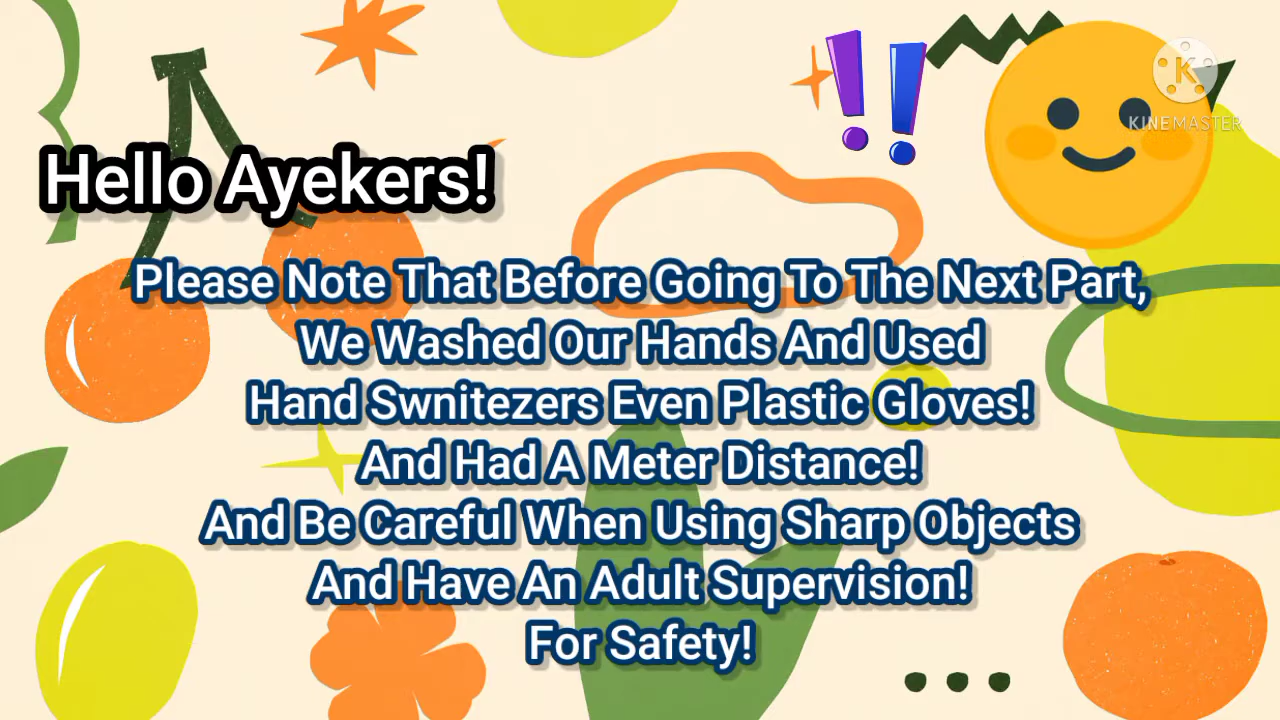 KINEMASTER
Hello Ayekers!
Please Note That Before Going To The Next Part,
We Washed Our Hands And Used
Hand Swnitezers Even Plastic Gloves!
And Had A Meter Distance!
And Be Careful When Using Sharp Objects
And Have An Adult Supervision!
For Safety!